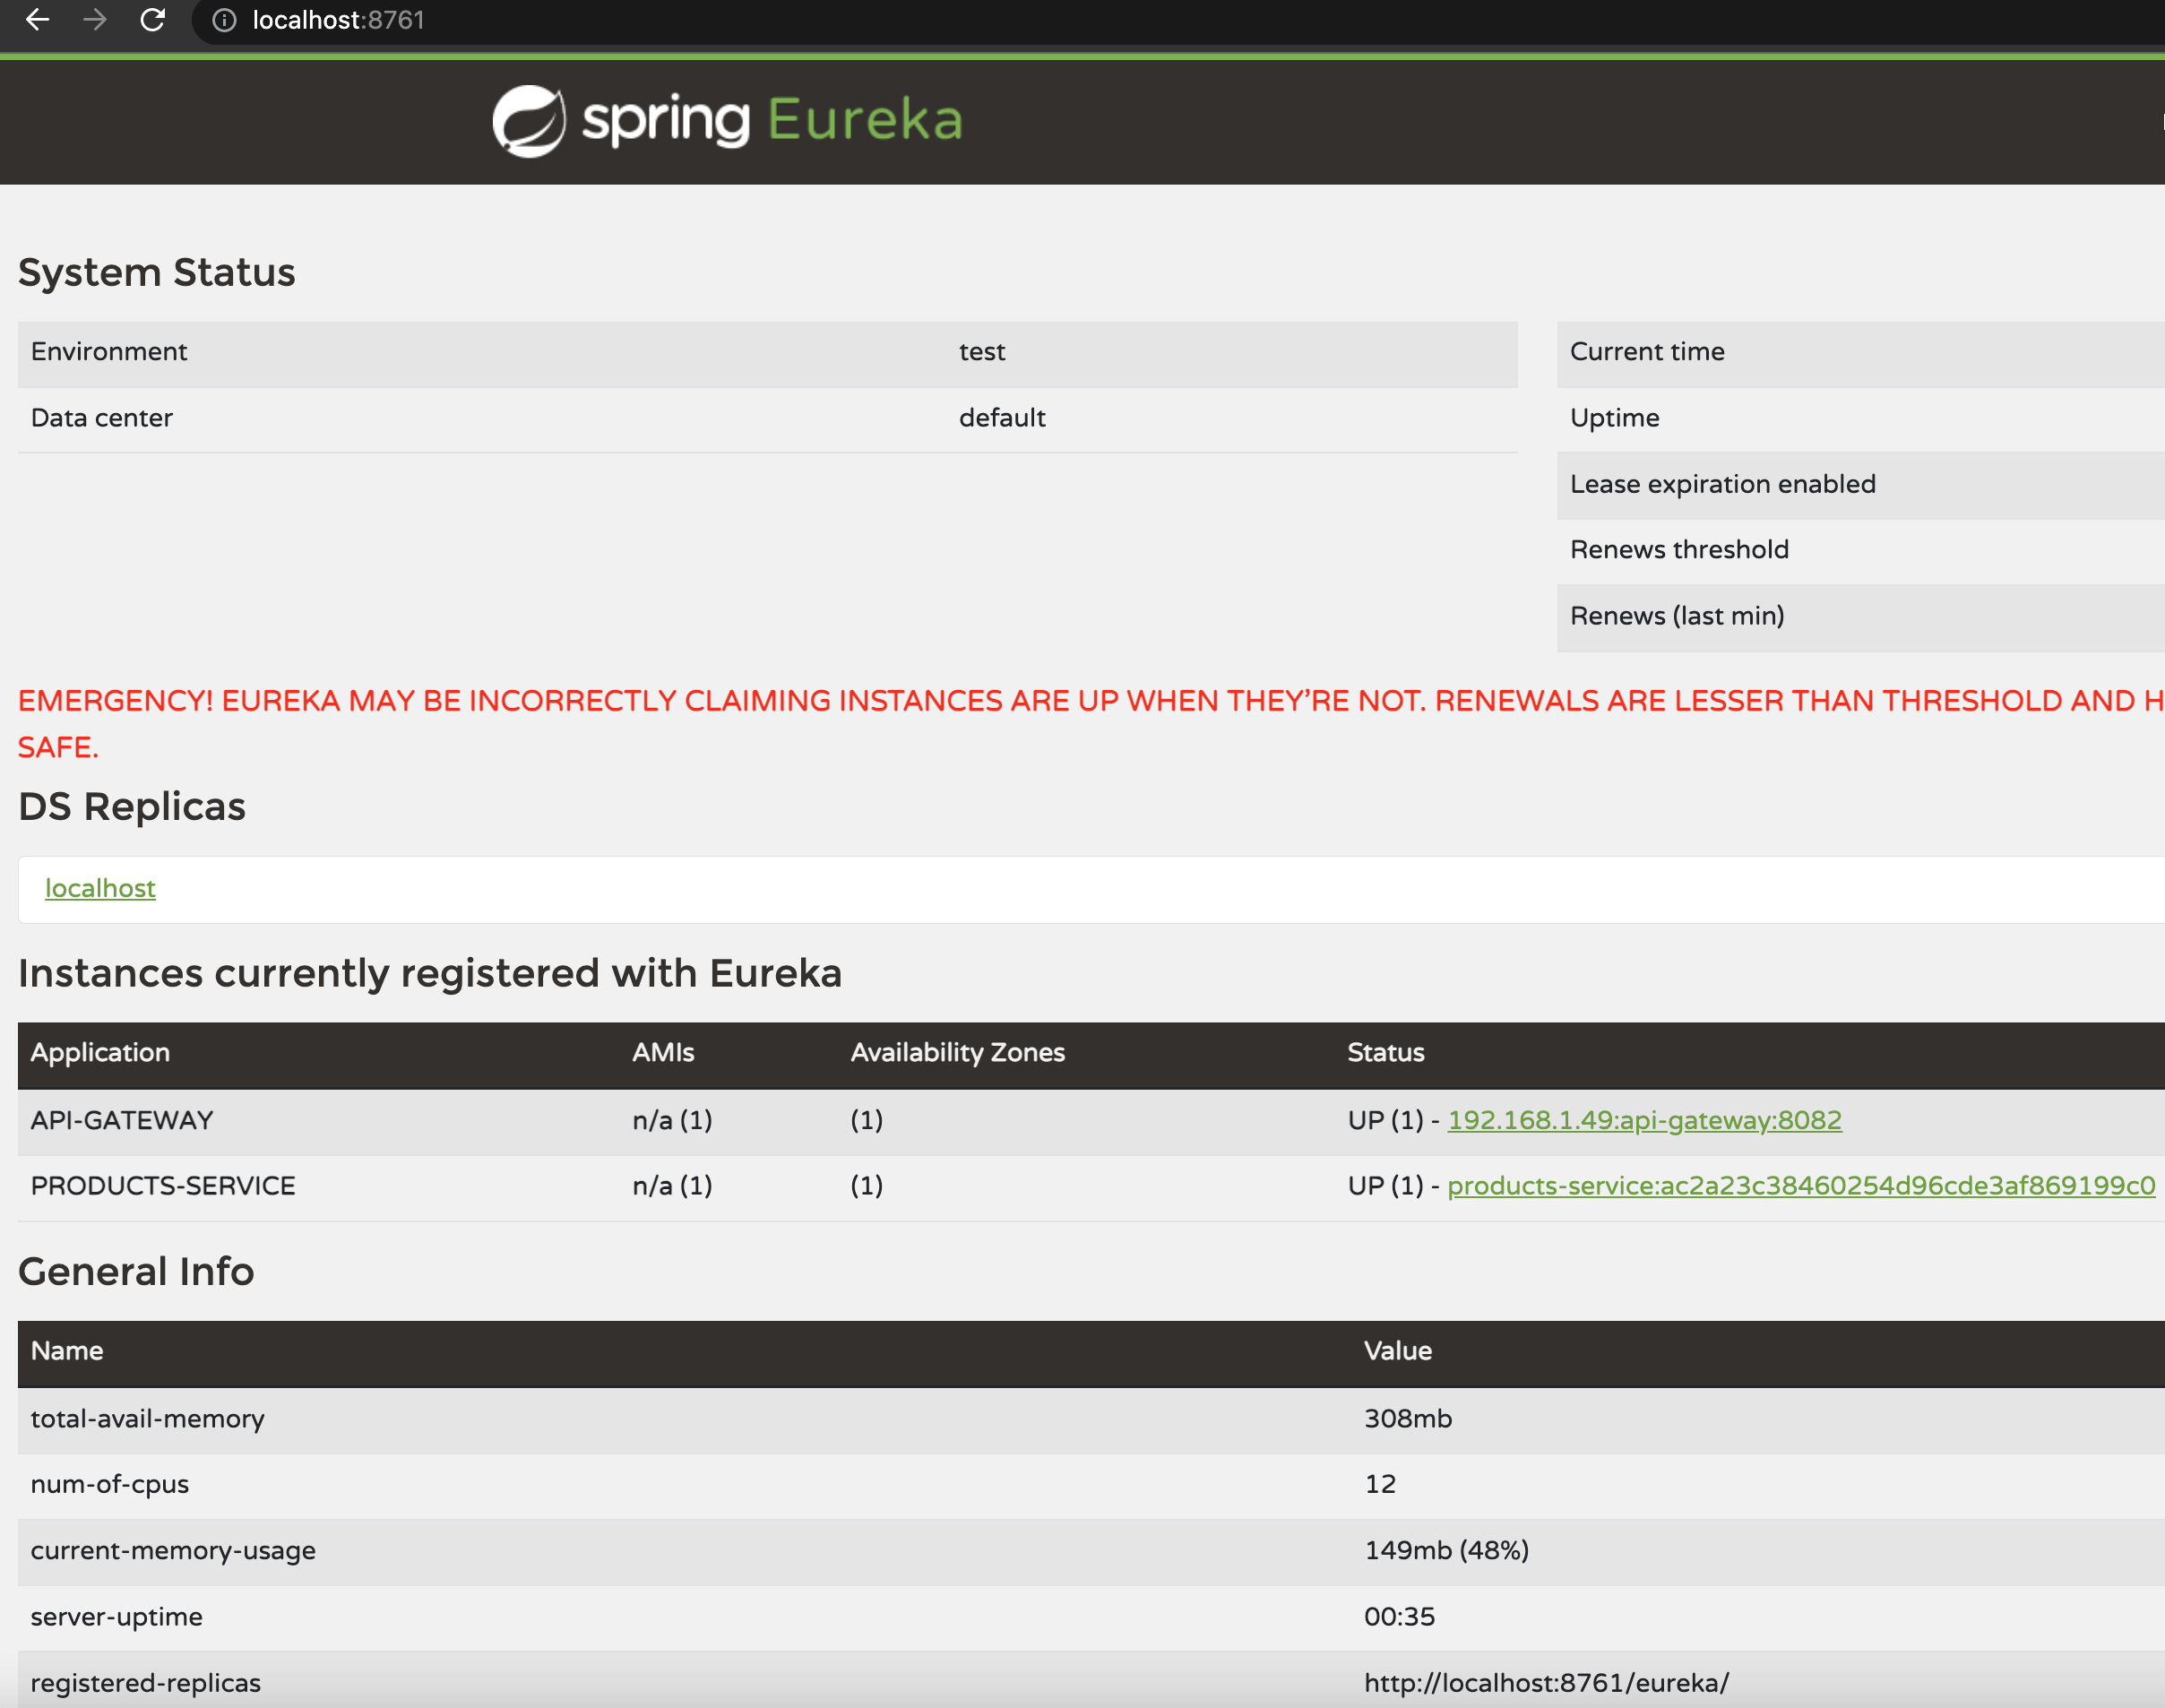 localhost:8761
spring Eureka
System Status
Environment test
Data center default
Current time
Uptime
Lease expiration enabled
Renews threshold
Renews (last min)
EMERGENCY! EUREKA MAY BE INCORRECTLY CLAIMING INSTANCES ARE UP WHEN THEY’RE NOT. RENEWALS ARE LESSER THAN THRESHOLD AND H
SAFE.
DS Replicas
localhost
Instances currently registered with Eureka
Application AMIs Availability Zones Status
API-GATEWAY n/a (1) (1) UP (1) - 192.168.1.49:api-gateway:8082
PRODUCTS-SERVICE n/a (1) (1) UP (1) - products-service:ac2a23c38460254d96cde3af869199c0
General Info
Name Value
total-avail-memory 308mb
num-of-cpus 12
current-memory-usage 149mb (48%)
server-uptime 00:35
registered-replicas http://localhost:8761/eureka/